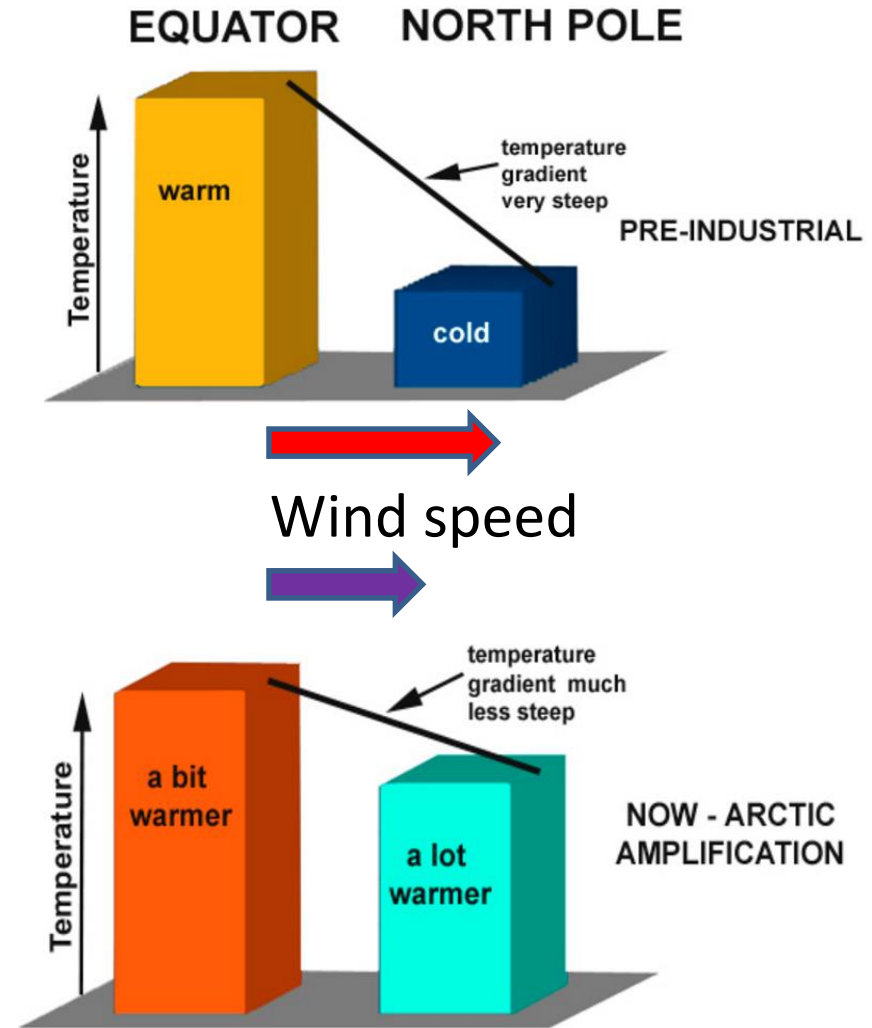 EQUATOR NORTH POLE
Temperature
warm
temperature
gradient
very steep
PRE-INDUSTRIAL
cold
Wind speed
temperature
gradient much
less steep
Temperature
a bit
warmer
a lot
warmer
NOW - ARCTIC
AMPLIFICATION